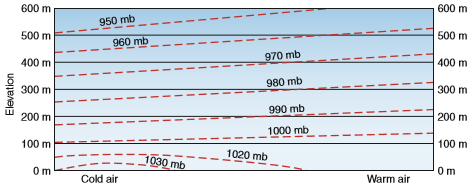 600 m 600 m
950 mb
500 m 500 m
960 mb
970 mb
400 m 400 m
980 mb
300 m 300 m
990 mb
200 m 200 m
1000 mb
100 m 100 m
1020 mb
1030 mb
0 m 0 m
Elevation
Cold air Warm air